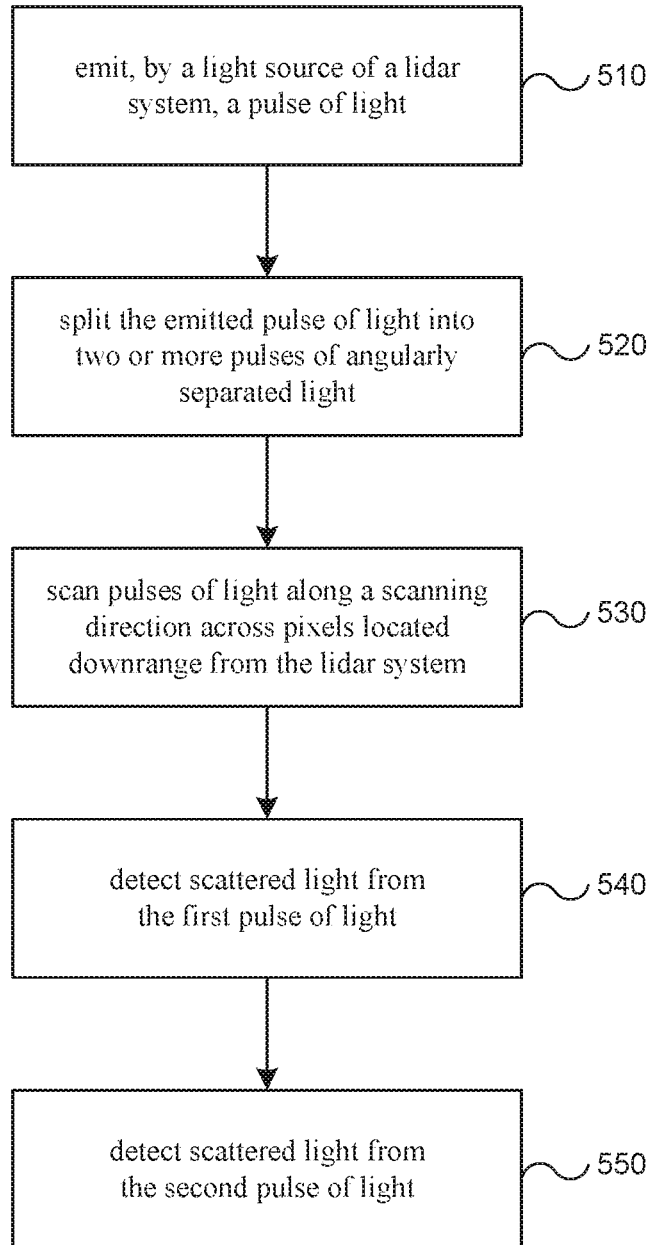 emit, by a light source of a lidar
system, a pulse of light
510
split the emitted pulse of light into
two or more pulses of angularly
separated light
520
scan pulses of light along a scanning
direction across pixels located
downrange from the lidar system
530
detect scattered light from
the first pulse of light
540
detect scattered light from
the second pulse of light
550